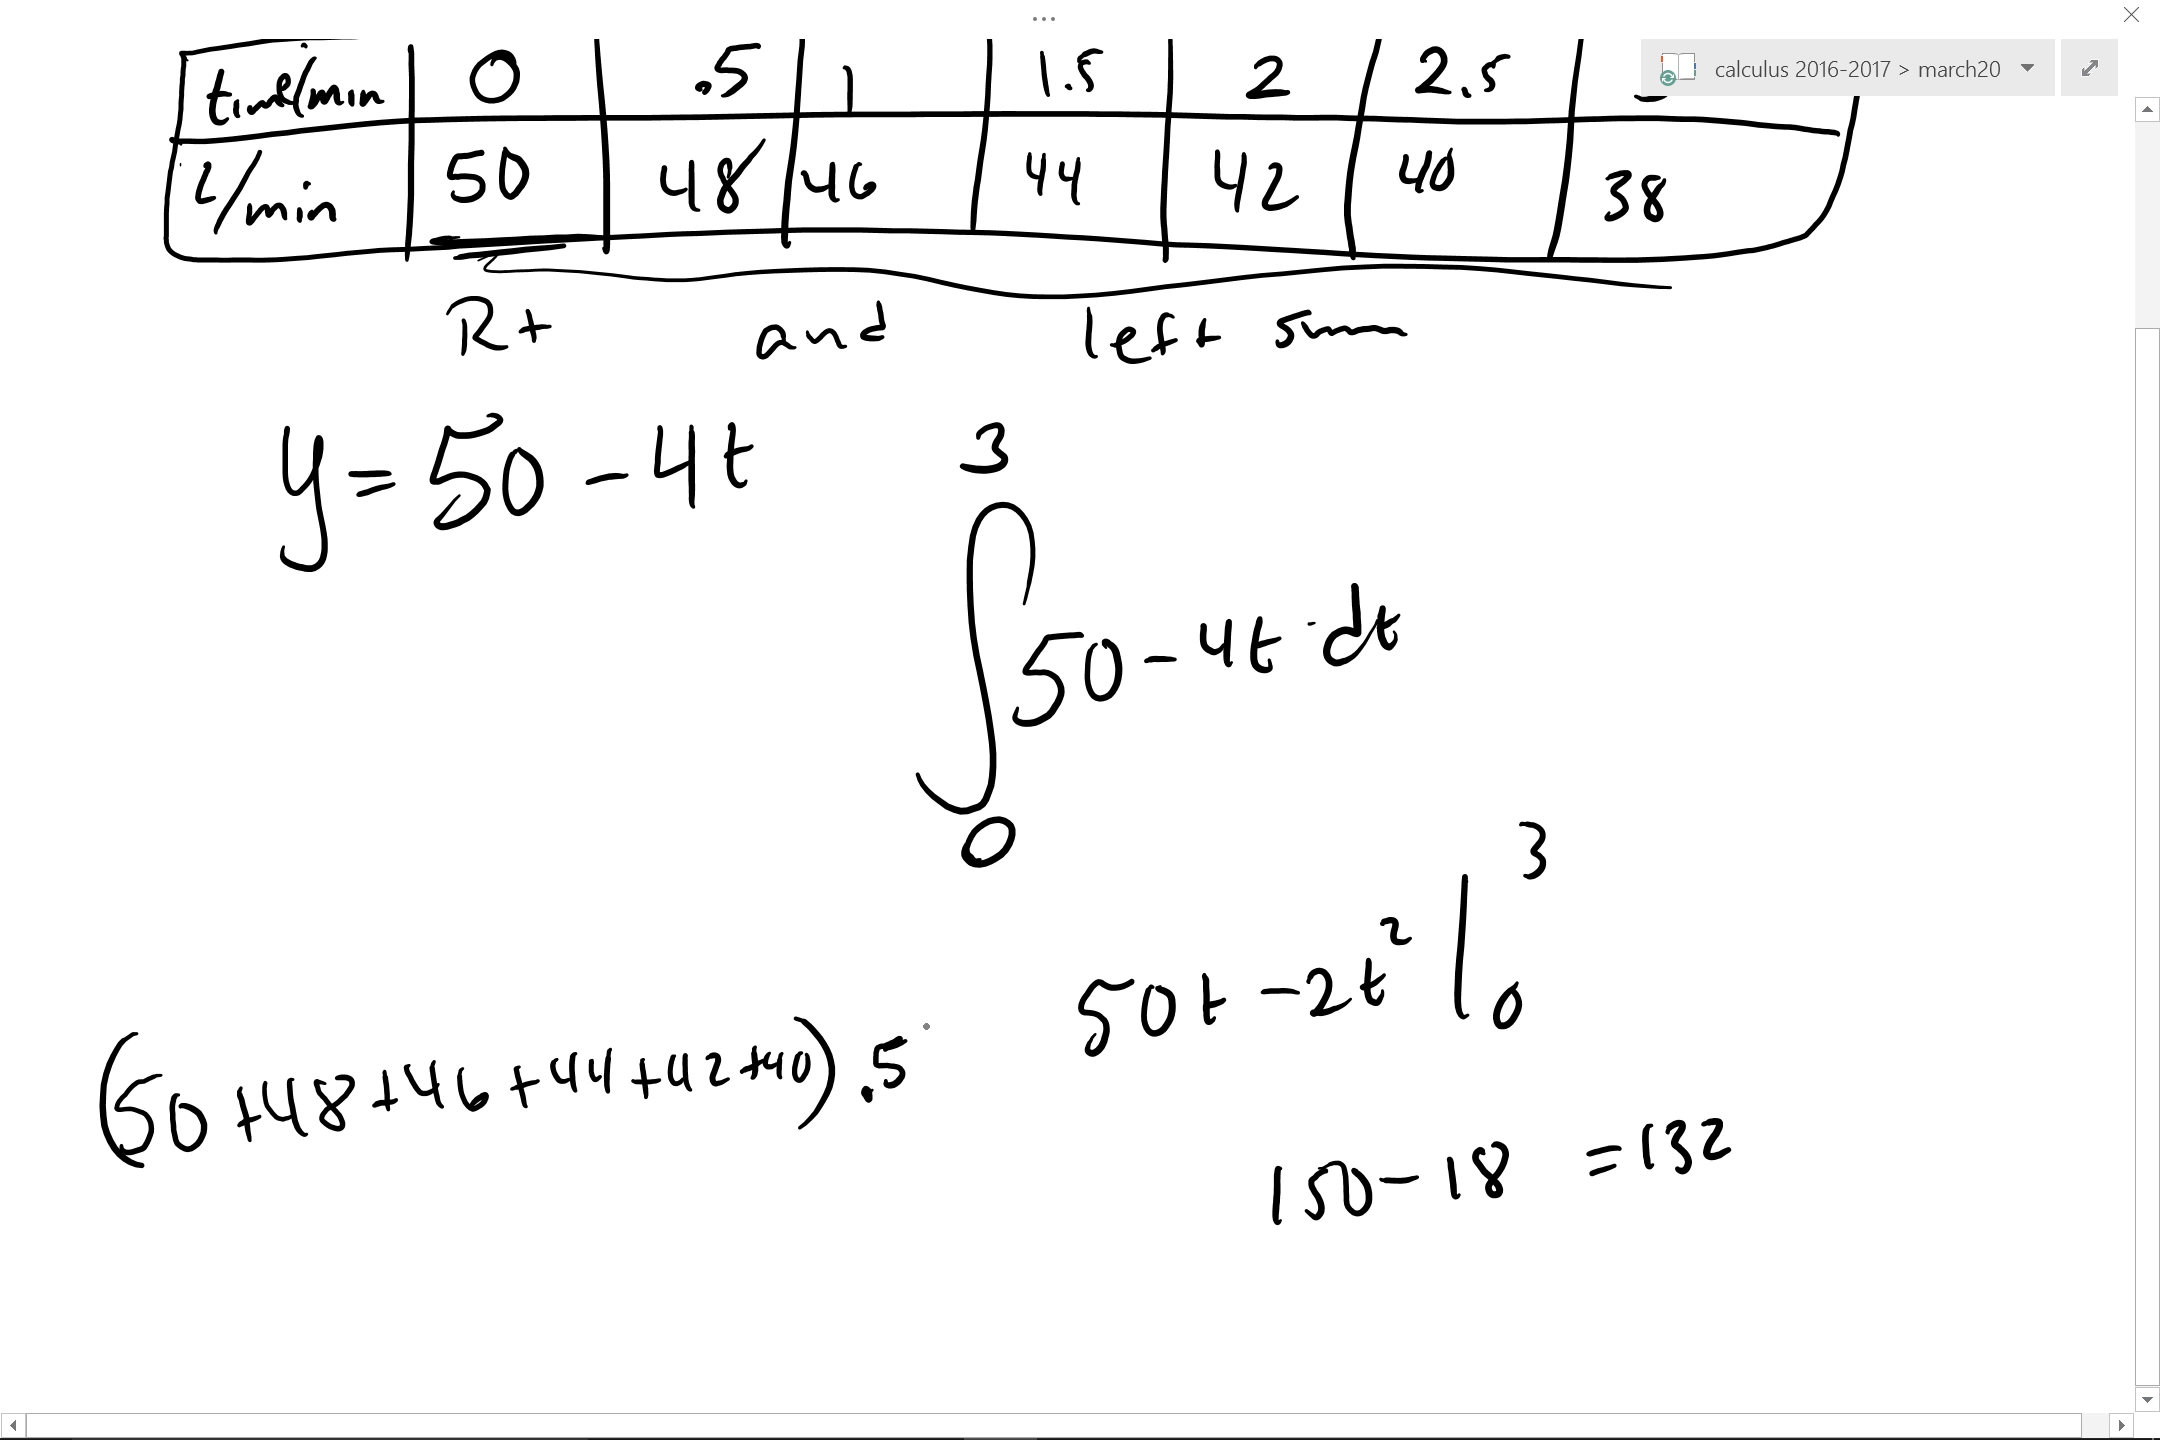 calculus 2016-2017 > march20
time/min 0 .5 1 1.5 2 2.5
L/min 50 48 46 44 42 40 38
Rt and left sum
y = 50 - 4t
3
∫ 50 - 4t · dt
0
50t - 2t² | 3 0
(50 + 48 + 46 + 44 + 42 + 40) .5
150 - 18 = 132